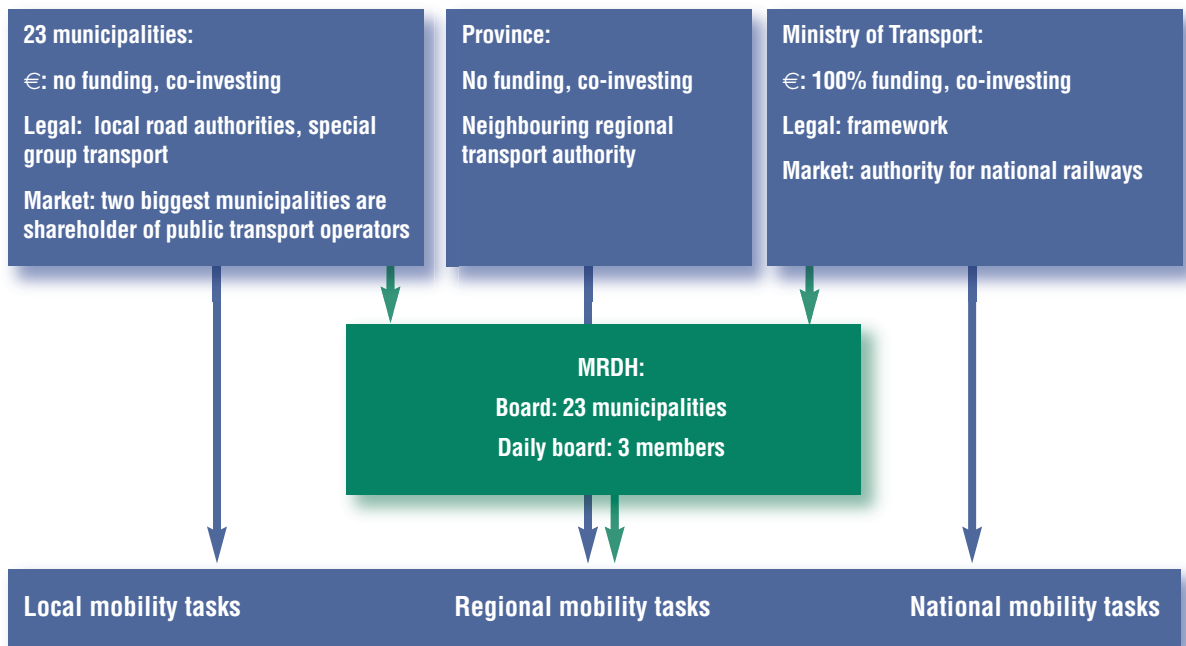 23 municipalities:
€: no funding, co-investing
Legal: local road authorities, special
group transport
Market: two biggest municipalities are
shareholder of public transport operators
Province:
No funding, co-investing
Neighbouring regional
transport authority
Ministry of Transport:
€: 100% funding, co-investing
Legal: framework
Market: authority for national railways
MRDH:
Board: 23 municipalities
Daily board: 3 members
Local mobility tasks
Regional mobility tasks
National mobility tasks